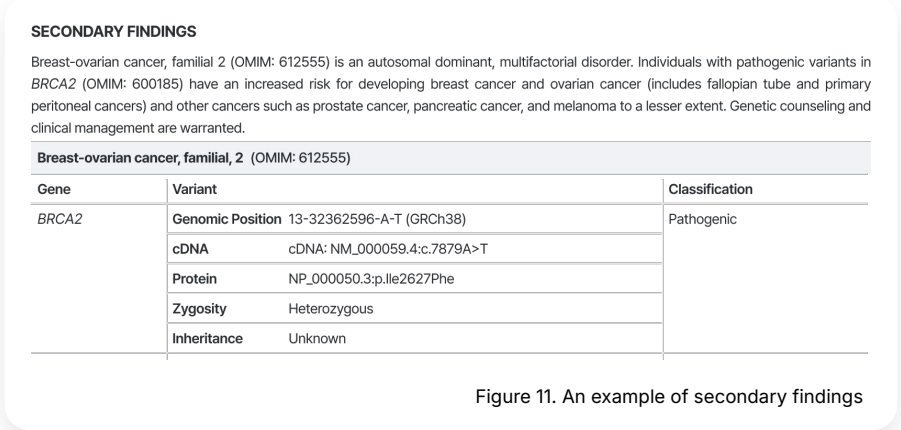 SECONDARY FINDINGS
Breast-ovarian cancer, familial 2 (OMIM: 612555) is an autosomal dominant, multifactorial disorder. Individuals with pathogenic variants in
BRCA2 (OMIM: 600185) have an increased risk for developing breast cancer and ovarian cancer (includes fallopian tube and primary
peritoneal cancers) and other cancers such as prostate cancer, pancreatic cancer, and melanoma to a lesser extent. Genetic counseling and
clinical management are warranted.
Breast-ovarian cancer, familial, 2 (OMIM: 612555)
Gene Variant Classification
BRCA2 Genomic Position 13-32362596-A-T (GRCh38) Pathogenic
cDNA cDNA: NM_000059.4:c.7879A>T
Protein NP_000050.3:p.Ile2627Phe
Zygosity Heterozygous
Inheritance Unknown
Figure 11. An example of secondary findings